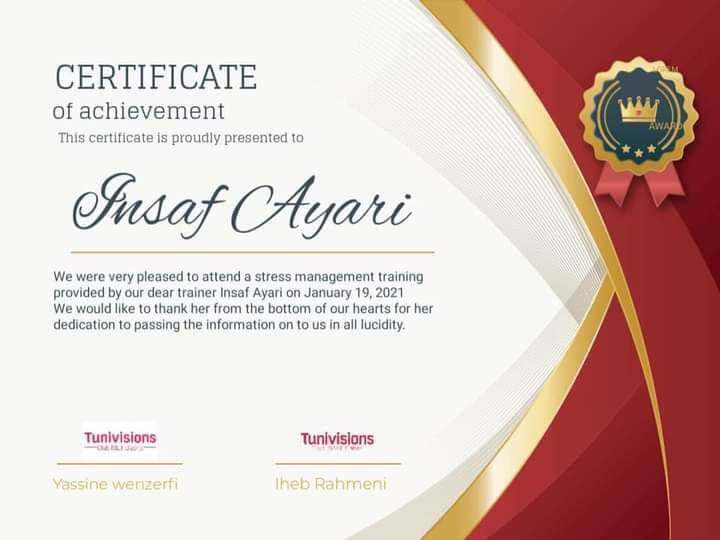 CERTIFICATE
of achievement
This certificate is proudly presented to
Insaf Ayari
We were very pleased to attend a stress management training
provided by our dear trainer Insaf Ayari on January 19, 2021
We would like to thank her from the bottom of our hearts for her
dedication to passing the information on to us in all lucidity.
Tunivisions
Yassine wenzerfi
Tunivisions
Iheb Rahmeni
AWARD